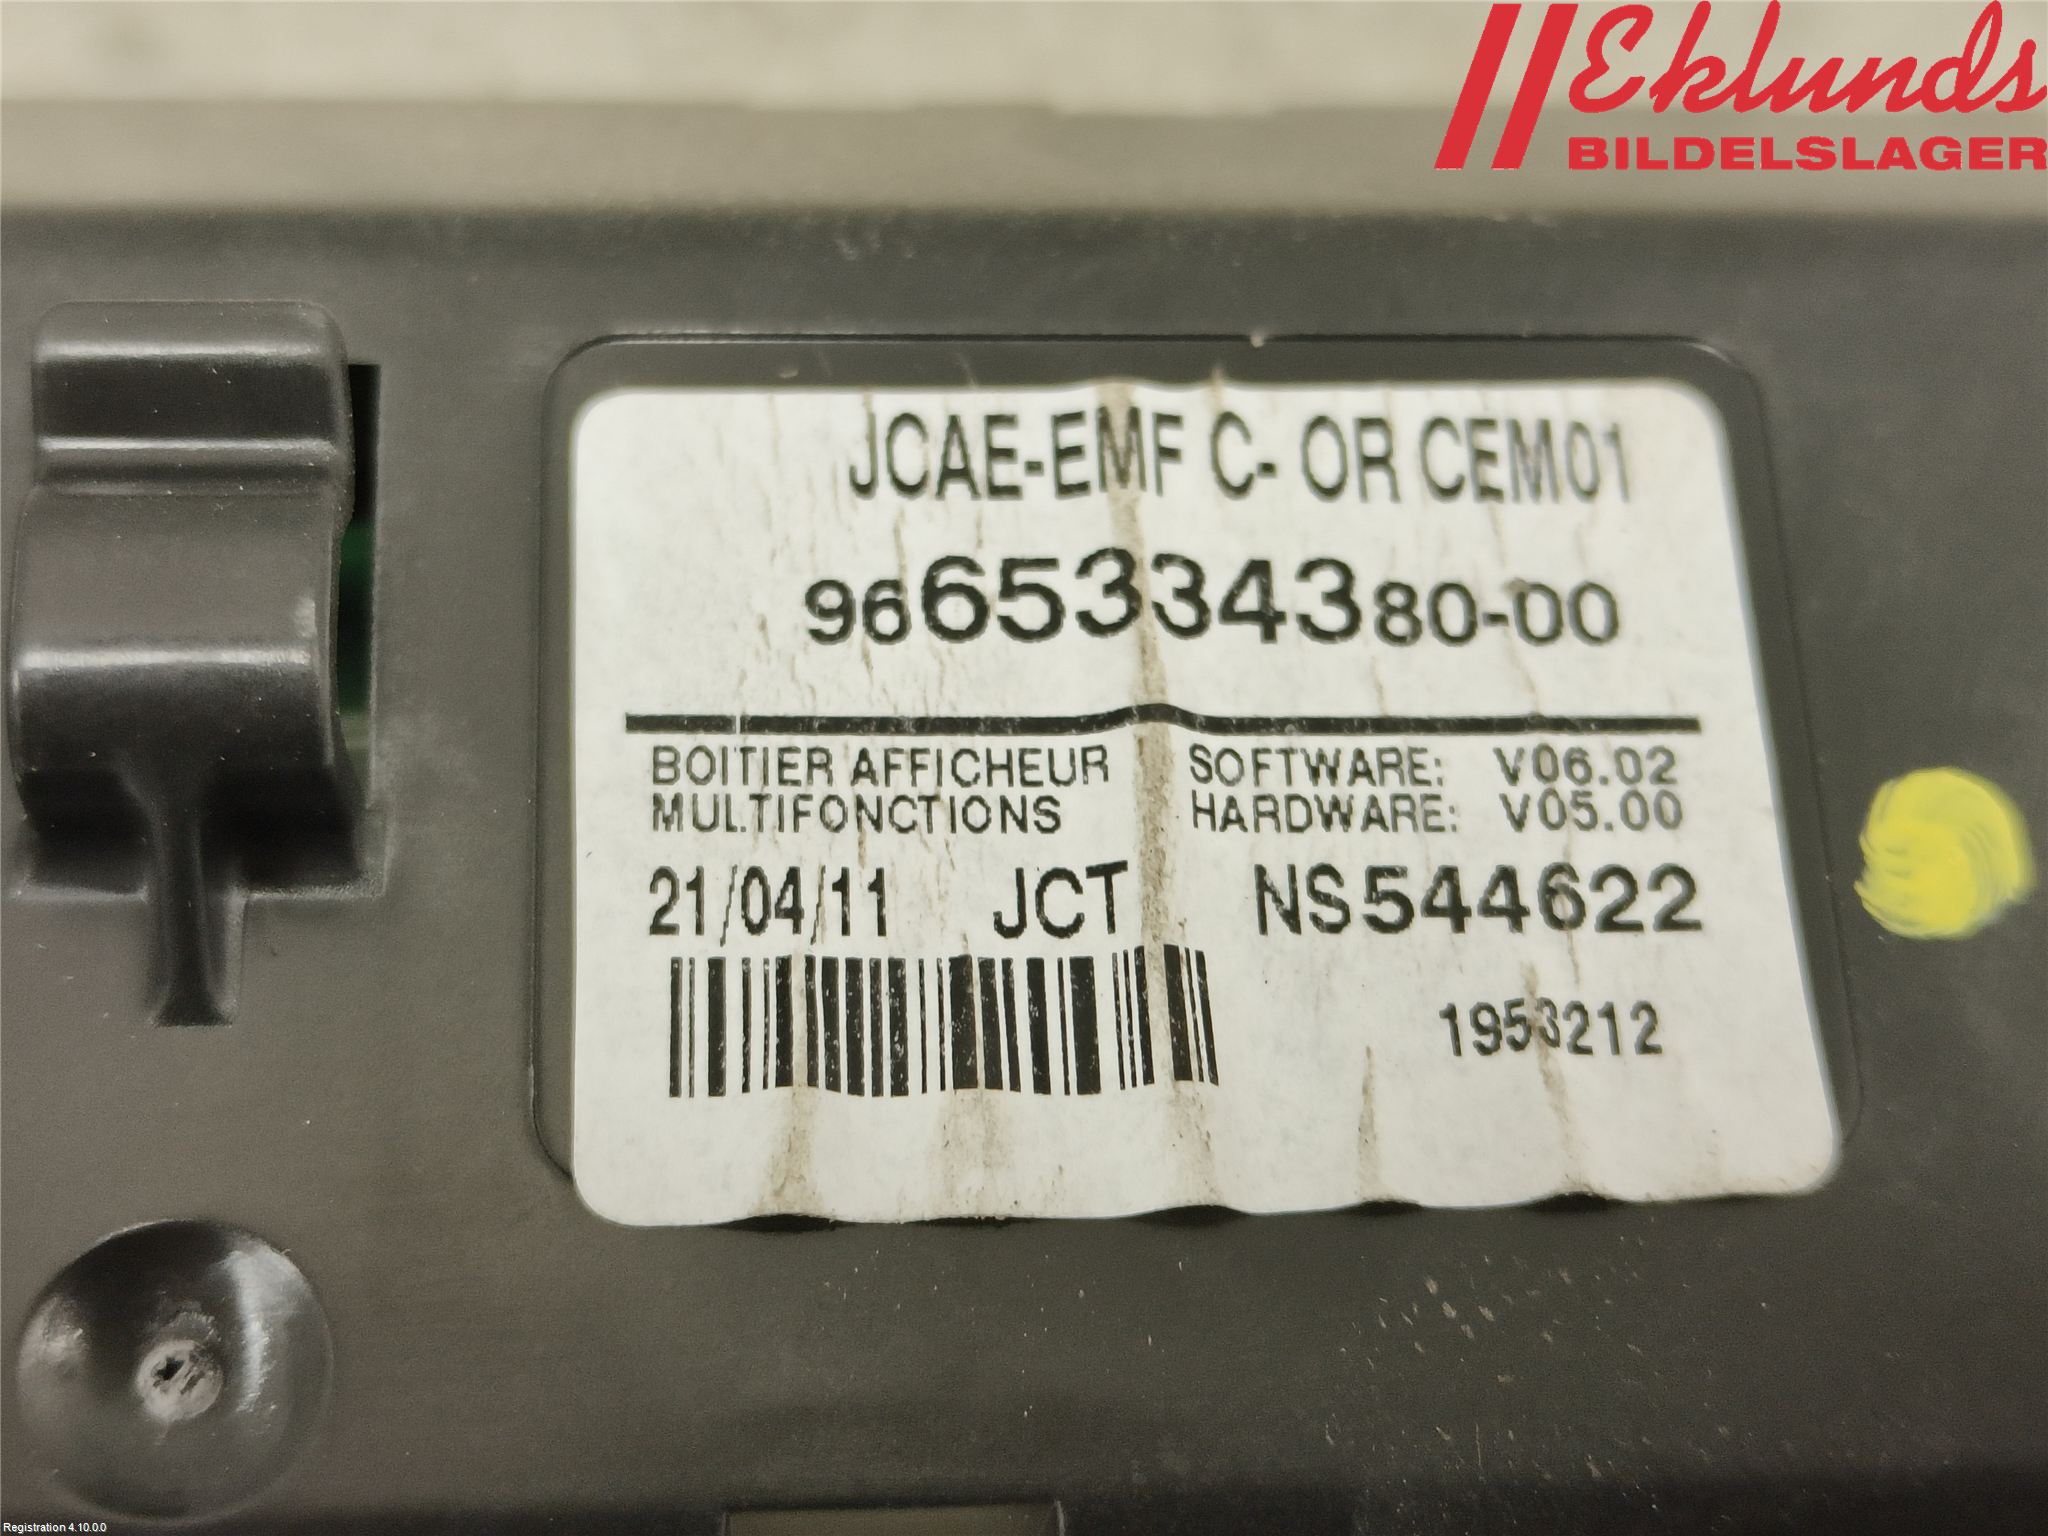 Eklunds
BILDELSLAGER
JCAE-EMF C- OR CEM01
9665334380-00
BOITIER AFFICHEUR SOFTWARE: V06.02
MULTIFONCTIONS HARDWARE: V05.00
21/04/11 JCT NS544622
1953212
Registration 4.10.0.0